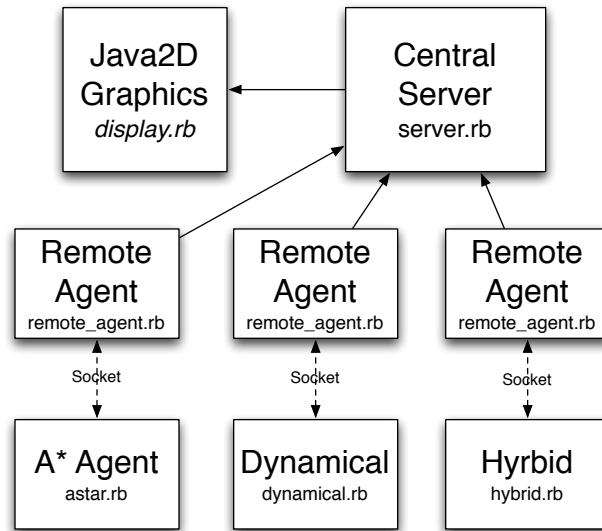 Java2D
Graphics
display.rb
Central
Server
server.rb
Remote
Agent
remote_agent.rb
Remote
Agent
remote_agent.rb
Remote
Agent
remote_agent.rb
Socket
Socket
Socket
A* Agent
astar.rb
Dynamical
dynamical.rb
Hyrbid
hybrid.rb